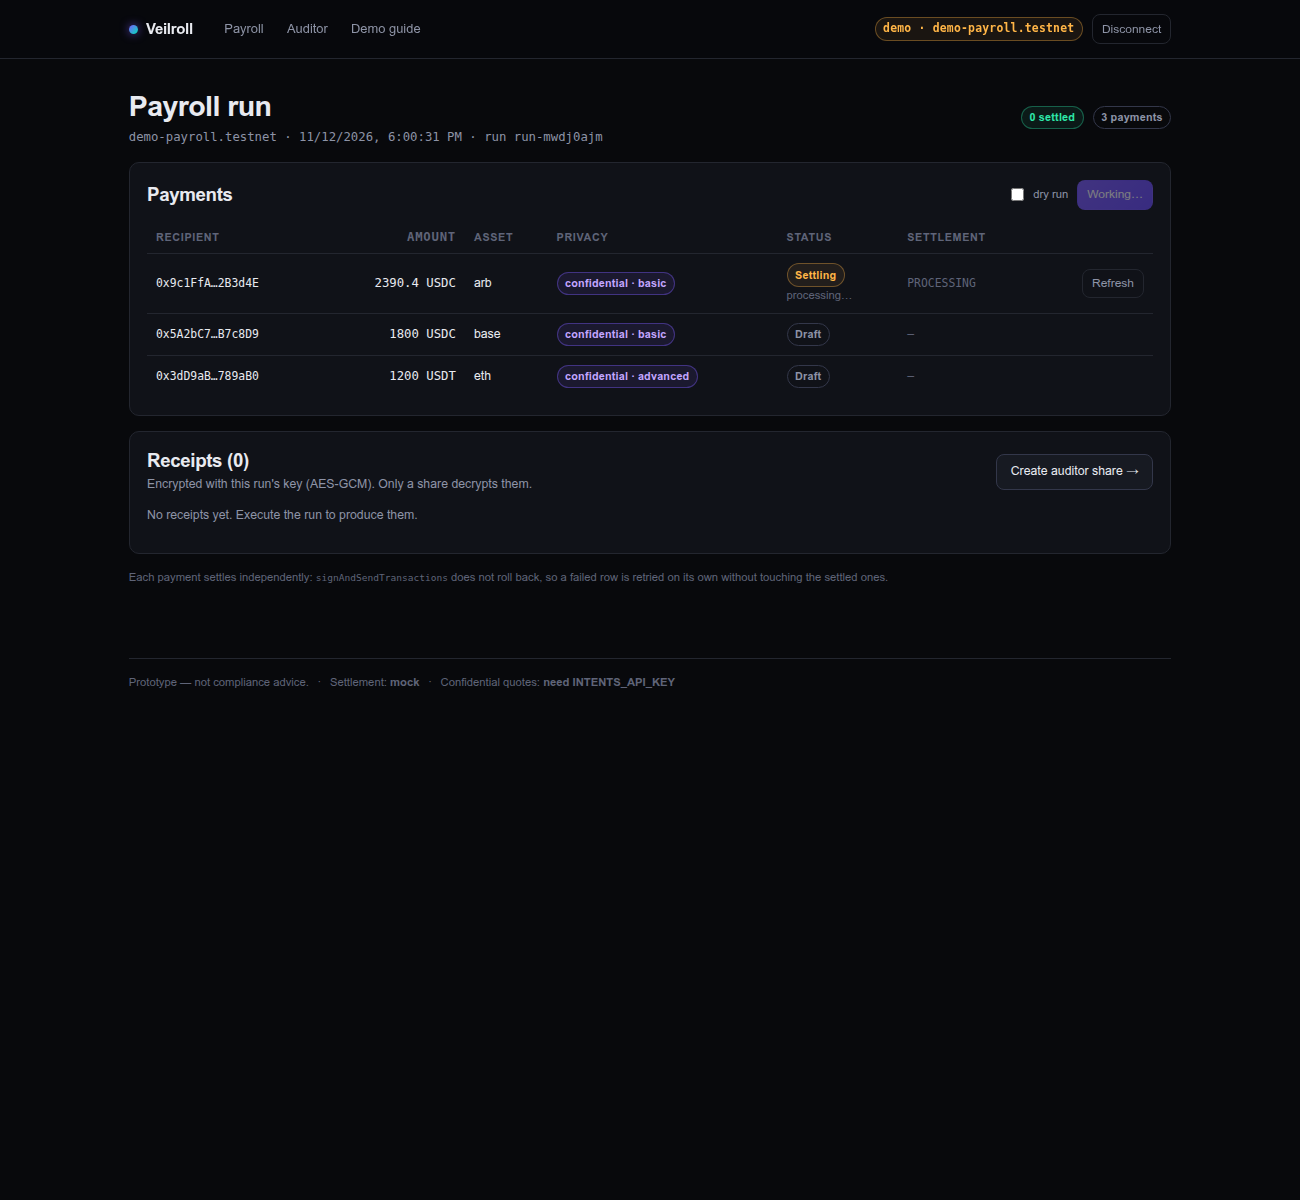 Veilroll Payroll Auditor Demo guide demo · demo-payroll.testnet Disconnect
Payroll run
demo-payroll.testnet · 11/12/2026, 6:00:31 PM · run run-mwdj0ajm
0 settled 3 payments
Payments dry run Working…
RECIPIENT AMOUNT ASSET PRIVACY STATUS SETTLEMENT
0x9c1FfA…2B3d4E 2390.4 USDC arb confidential · basic Settling PROCESSING Refresh
processing…
0x5A2bC7…B7c8D9 1800 USDC base confidential · basic Draft —
0x3dD9aB…789aB0 1200 USDT eth confidential · advanced Draft —
Receipts (0)
Encrypted with this run's key (AES-GCM). Only a share decrypts them.
Create auditor share →
No receipts yet. Execute the run to produce them.
Each payment settles independently: signAndSendTransactions does not roll back, so a failed row is retried on its own without touching the settled ones.
Prototype — not compliance advice. · Settlement: mock · Confidential quotes: need INTENTS_API_KEY